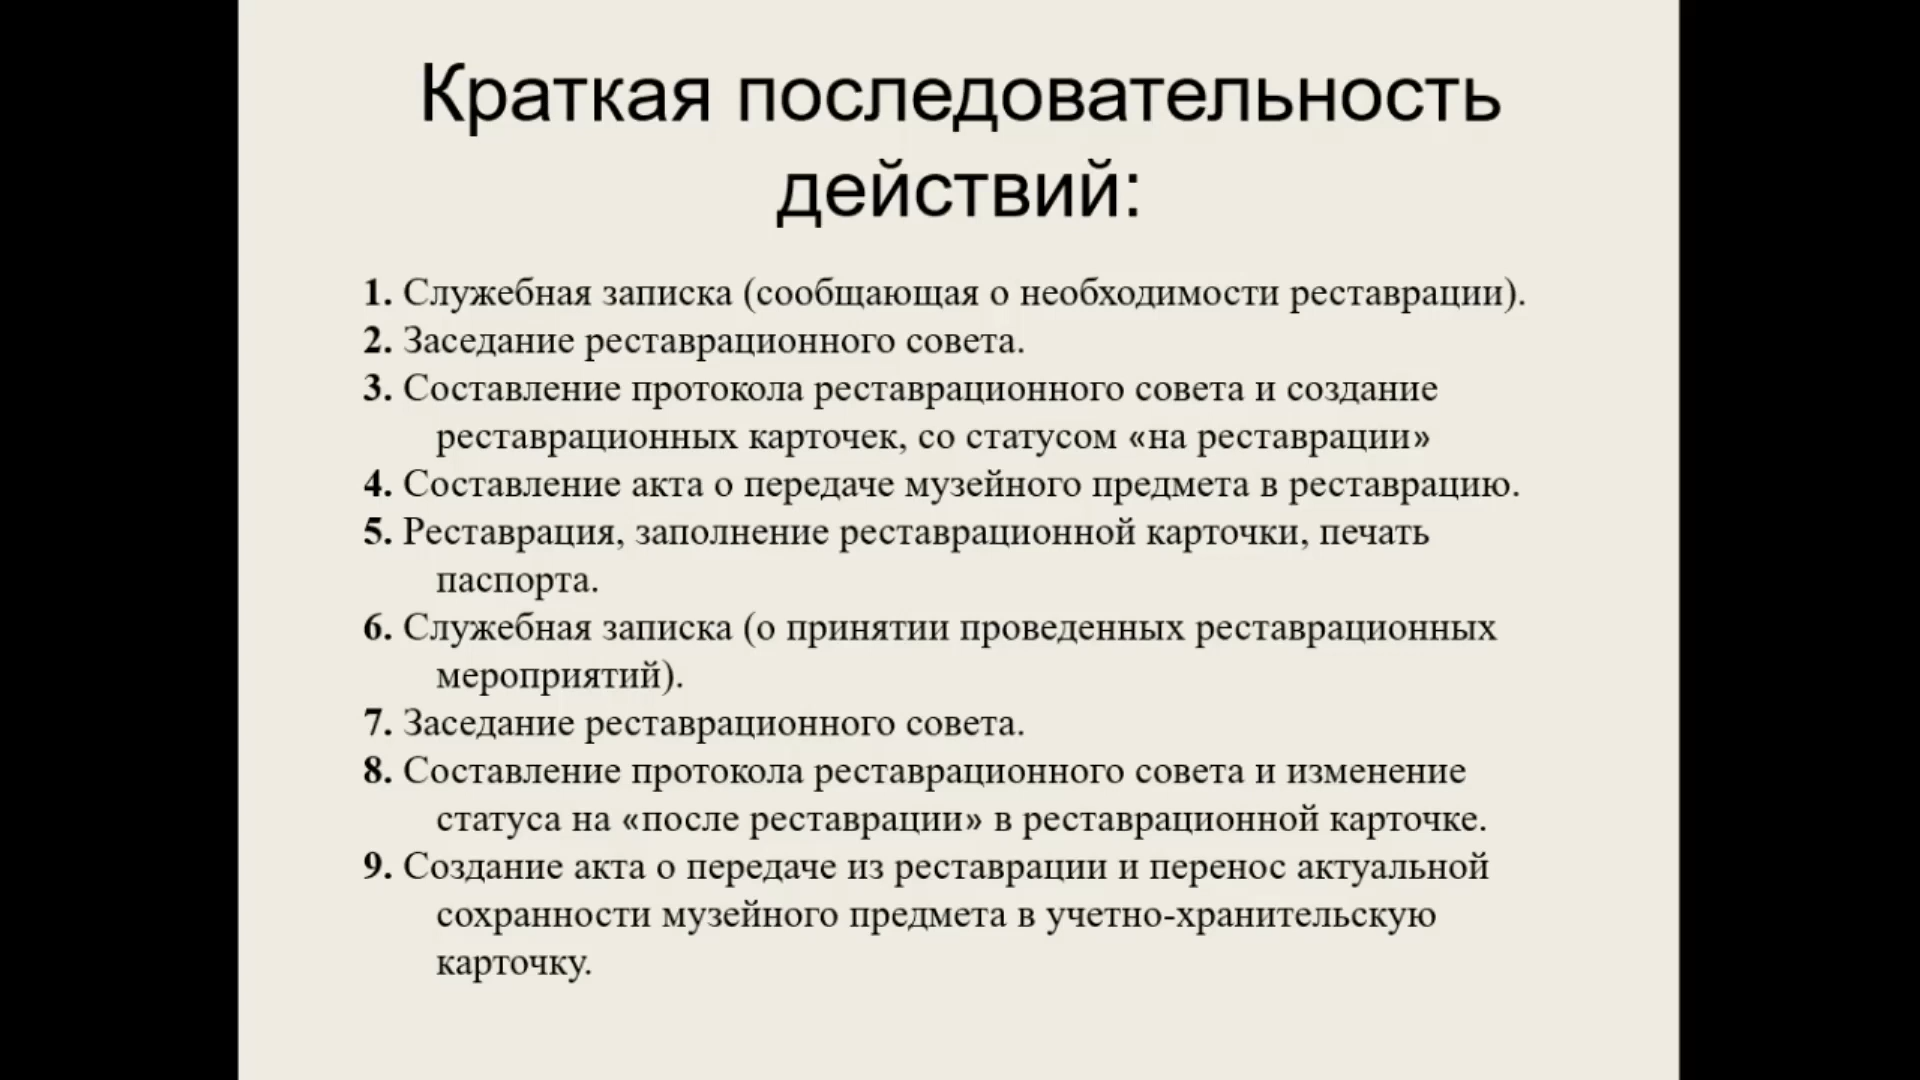 Краткая последовательность
действий:
1. Служебная записка (сообщающая о необходимости реставрации).
2. Заседание реставрационного совета.
3. Составление протокола реставрационного совета и создание
реставрационных карточек, со статусом «на реставрации»
4. Составление акта о передаче музейного предмета в реставрацию.
5. Реставрация, заполнение реставрационной карточки, печать
паспорта.
6. Служебная записка (о принятии проведенных реставрационных
мероприятий).
7. Заседание реставрационного совета.
8. Составление протокола реставрационного совета и изменение
статуса на «после реставрации» в реставрационной карточке.
9. Создание акта о передаче из реставрации и перенос актуальной
сохранности музейного предмета в учетно-хранительскую
карточку.